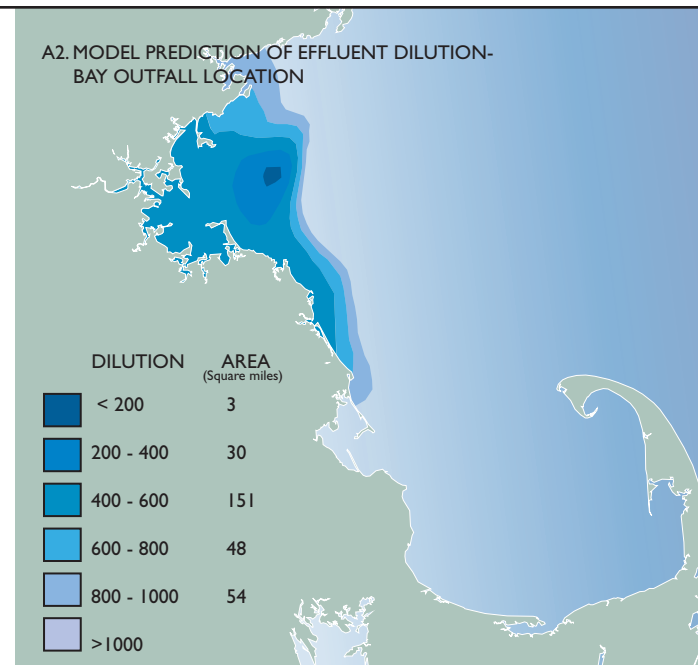 A2. MODEL PREDICTION OF EFFLUENT DILUTION-
BAY OUTFALL LOCATION
DILUTION AREA
(Square miles)
< 200 3
200 - 400 30
400 - 600 151
600 - 800 48
800 - 1000 54
>1000